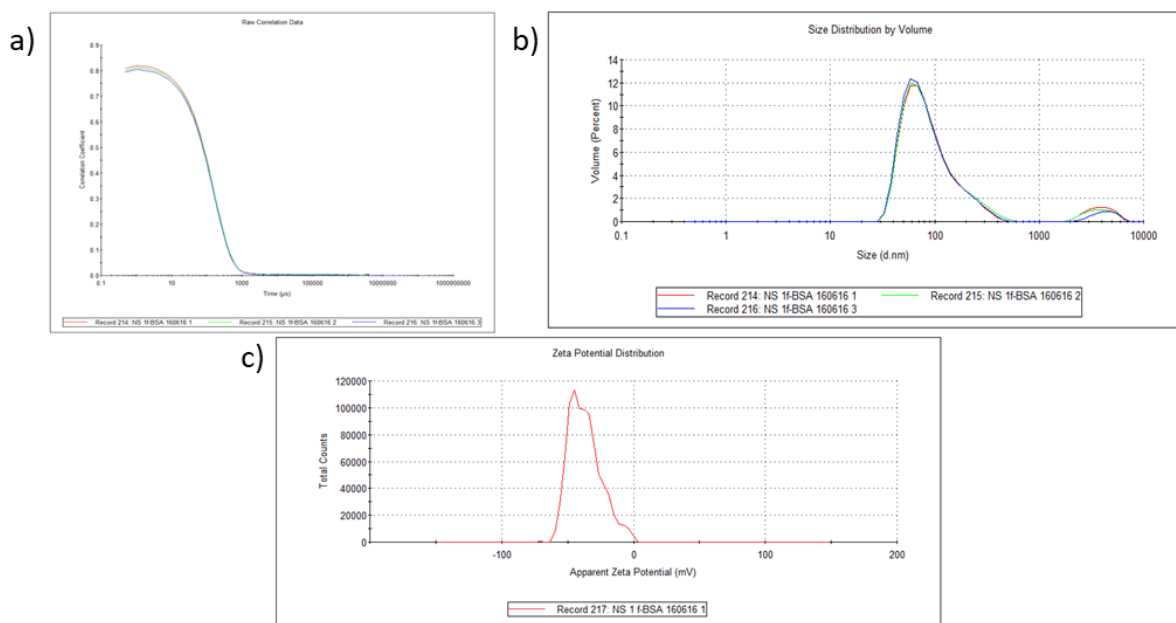 a)
Raw Correlation Data
Correlation Coefficient
0.9
0.8
0.7
0.6
0.5
0.4
0.3
0.2
0.1
0.0
0.1 10 1000 100000 10000000 1000000000
Time (µs)
Record 214: NS 1f-BSA 160616 1 Record 215: NS 1f-BSA 160616 2 Record 216: NS 1f-BSA 160616 3
b)
Size Distribution by Volume
Volume (Percent)
14
12
10
8
6
4
2
0
0.1 1 10 100 1000 10000
Size (d.nm)
Record 214: NS 1f-BSA 160616 1 Record 215: NS 1f-BSA 160616 2
Record 216: NS 1f-BSA 160616 3
c)
Zeta Potential Distribution
Total Counts
120000
100000
80000
60000
40000
20000
0
-100 0 100 200
Apparent Zeta Potential (mV)
Record 217: NS 1 f-BSA 160616 1